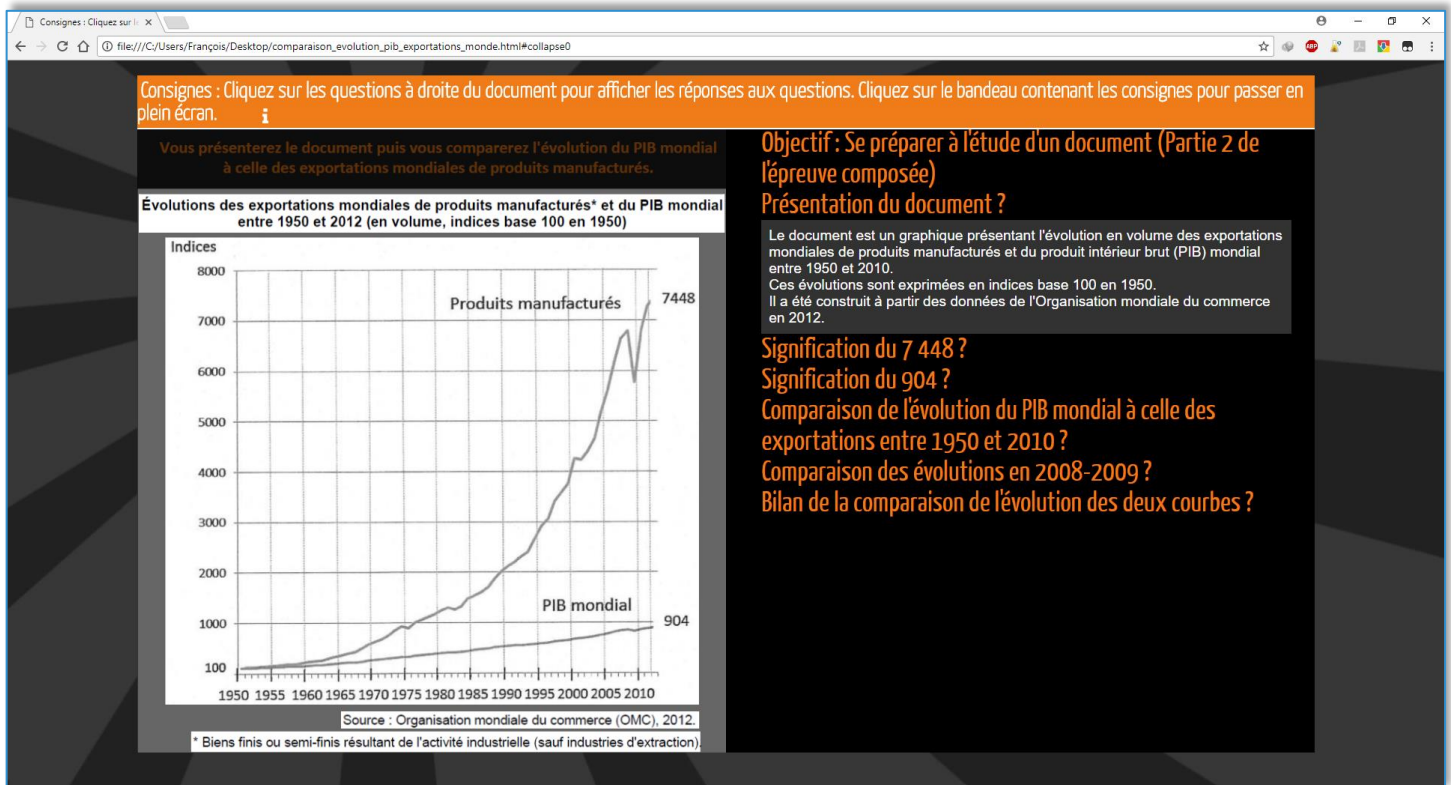 Consignes : Cliquez sur le
file:///C:/Users/François/Desktop/comparaison_evolution_pib_exportations_monde.html#collapse0
ABP
Consignes : Cliquez sur les questions à droite du document pour afficher les réponses aux questions. Cliquez sur le bandeau contenant les consignes pour passer en
plein écran. i
Vous présenterez le document puis vous comparerez l'évolution du PIB mondial
à celle des exportations mondiales de produits manufacturés.
Évolutions des exportations mondiales de produits manufacturés* et du PIB mondial
entre 1950 et 2012 (en volume, indices base 100 en 1950)
Indices
8000
Produits manufacturés 7448
7000
6000
5000
4000
3000
2000
PIB mondial
1000 904
100
1950 1955 1960 1965 1970 1975 1980 1985 1990 1995 2000 2005 2010
Source : Organisation mondiale du commerce (OMC), 2012.
* Biens finis ou semi-finis résultant de l'activité industrielle (sauf industries d'extraction).
Objectif : Se préparer à l'étude d'un document (Partie 2 de
l'épreuve composée)
Présentation du document ?
Le document est un graphique présentant l'évolution en volume des exportations
mondiales de produits manufacturés et du produit intérieur brut (PIB) mondial
entre 1950 et 2010.
Ces évolutions sont exprimées en indices base 100 en 1950.
Il a été construit à partir des données de l'Organisation mondiale du commerce
en 2012.
Signification du 7 448 ?
Signification du 904 ?
Comparaison de l'évolution du PIB mondial à celle des
exportations entre 1950 et 2010 ?
Comparaison des évolutions en 2008-2009 ?
Bilan de la comparaison de l'évolution des deux courbes ?